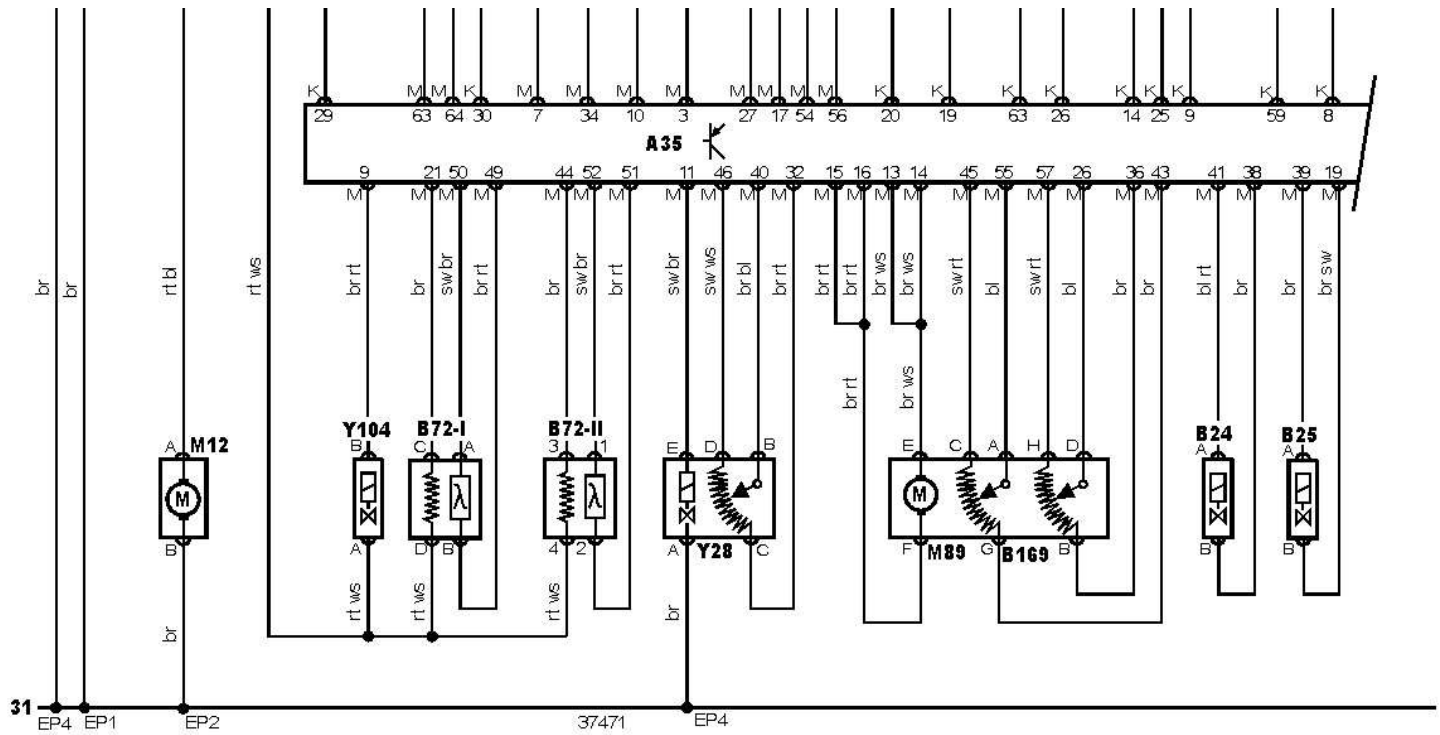 K M M K M M M M M M M M K K K K K K K K K
29 63 64 30 7 34 10 3 27 17 54 56 20 19 63 26 14 25 9 59 8
A35
9 21 50 49 44 52 51 11 46 40 32 15 16 13 14 45 55 57 26 36 43 41 38 39 19
M M M M M M M M M M M M M M M M M M M M M M M M M
br br rt bl rt ws br rt br sw br br rt br sw br br rt sw br sw ws br bl br rt br rt br rt br ws br ws sw rt bl sw rt bl br br bl rt br br br sw
br rt br ws
Y104 B72-I B72-II B24 B25
A M12 B C A 3 1 E D B E C A H D A A
M M
λ λ
B A D B 4 2 A Y28 C F M89 G B169 B B B
br rt ws rt ws rt ws br
31
EP4 EP1 EP2 37471 EP4